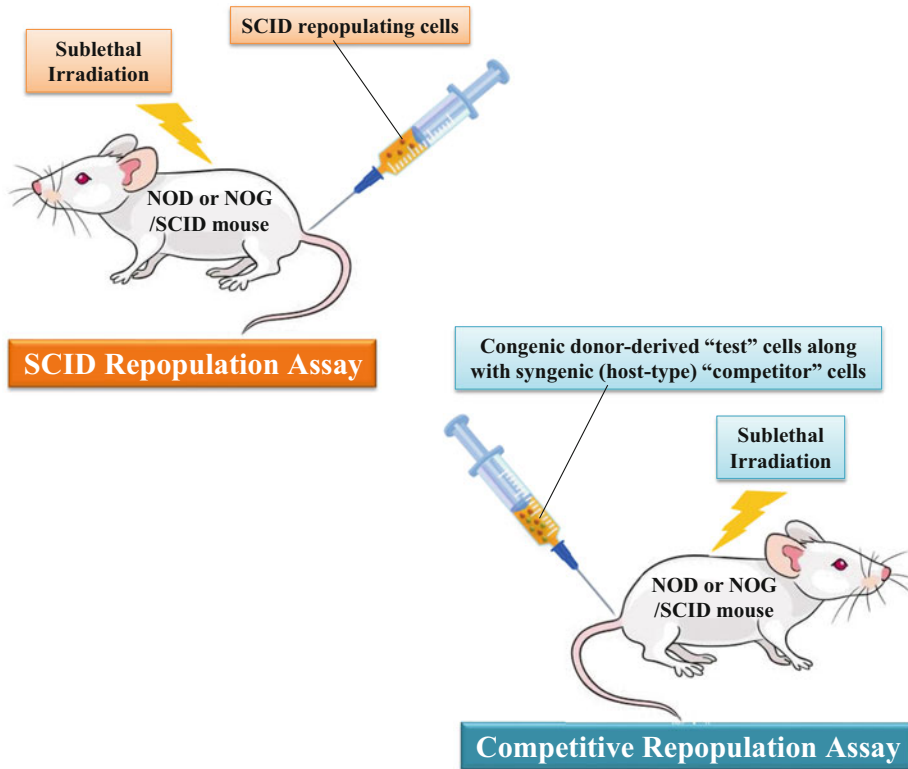 SCID repopulating cells
Sublethal
Irradiation
NOD or NOG
/SCID mouse
SCID Repopulation Assay
Congenic donor-derived “test” cells along
with syngenic (host-type) “competitor” cells
Sublethal
Irradiation
NOD or NOG
/SCID mouse
Competitive Repopulation Assay